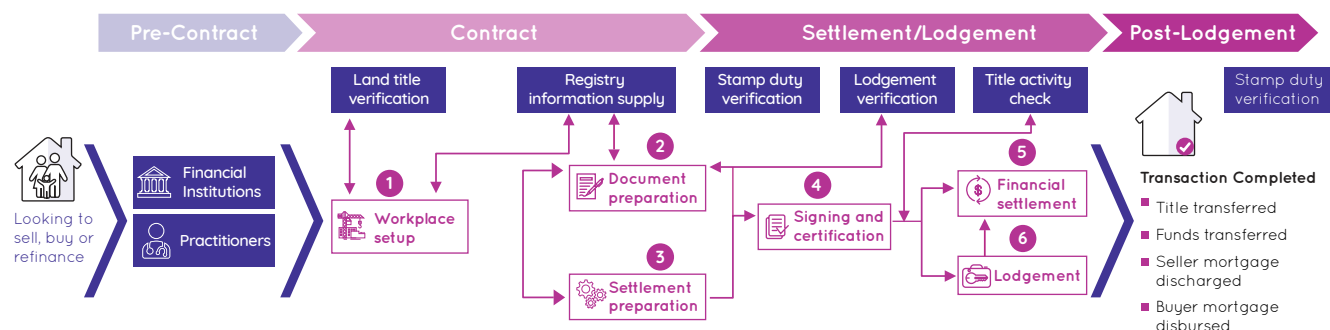 Pre-Contract
Contract
Settlement/Lodgement
Post-Lodgement
Land title
verification
Registry
information supply
Stamp duty
verification
Lodgement
verification
Title activity
check
Stamp duty
verification
Looking to
sell, buy or
refinance
Financial
Institutions
Practitioners
1
Workplace
setup
2
Document
preparation
3
Settlement
preparation
4
Signing and
certification
5
$
Financial
settlement
6
Lodgement
Transaction Completed
Title transferred
Funds transferred
Seller mortgage
discharged
Buyer mortgage
disbursed